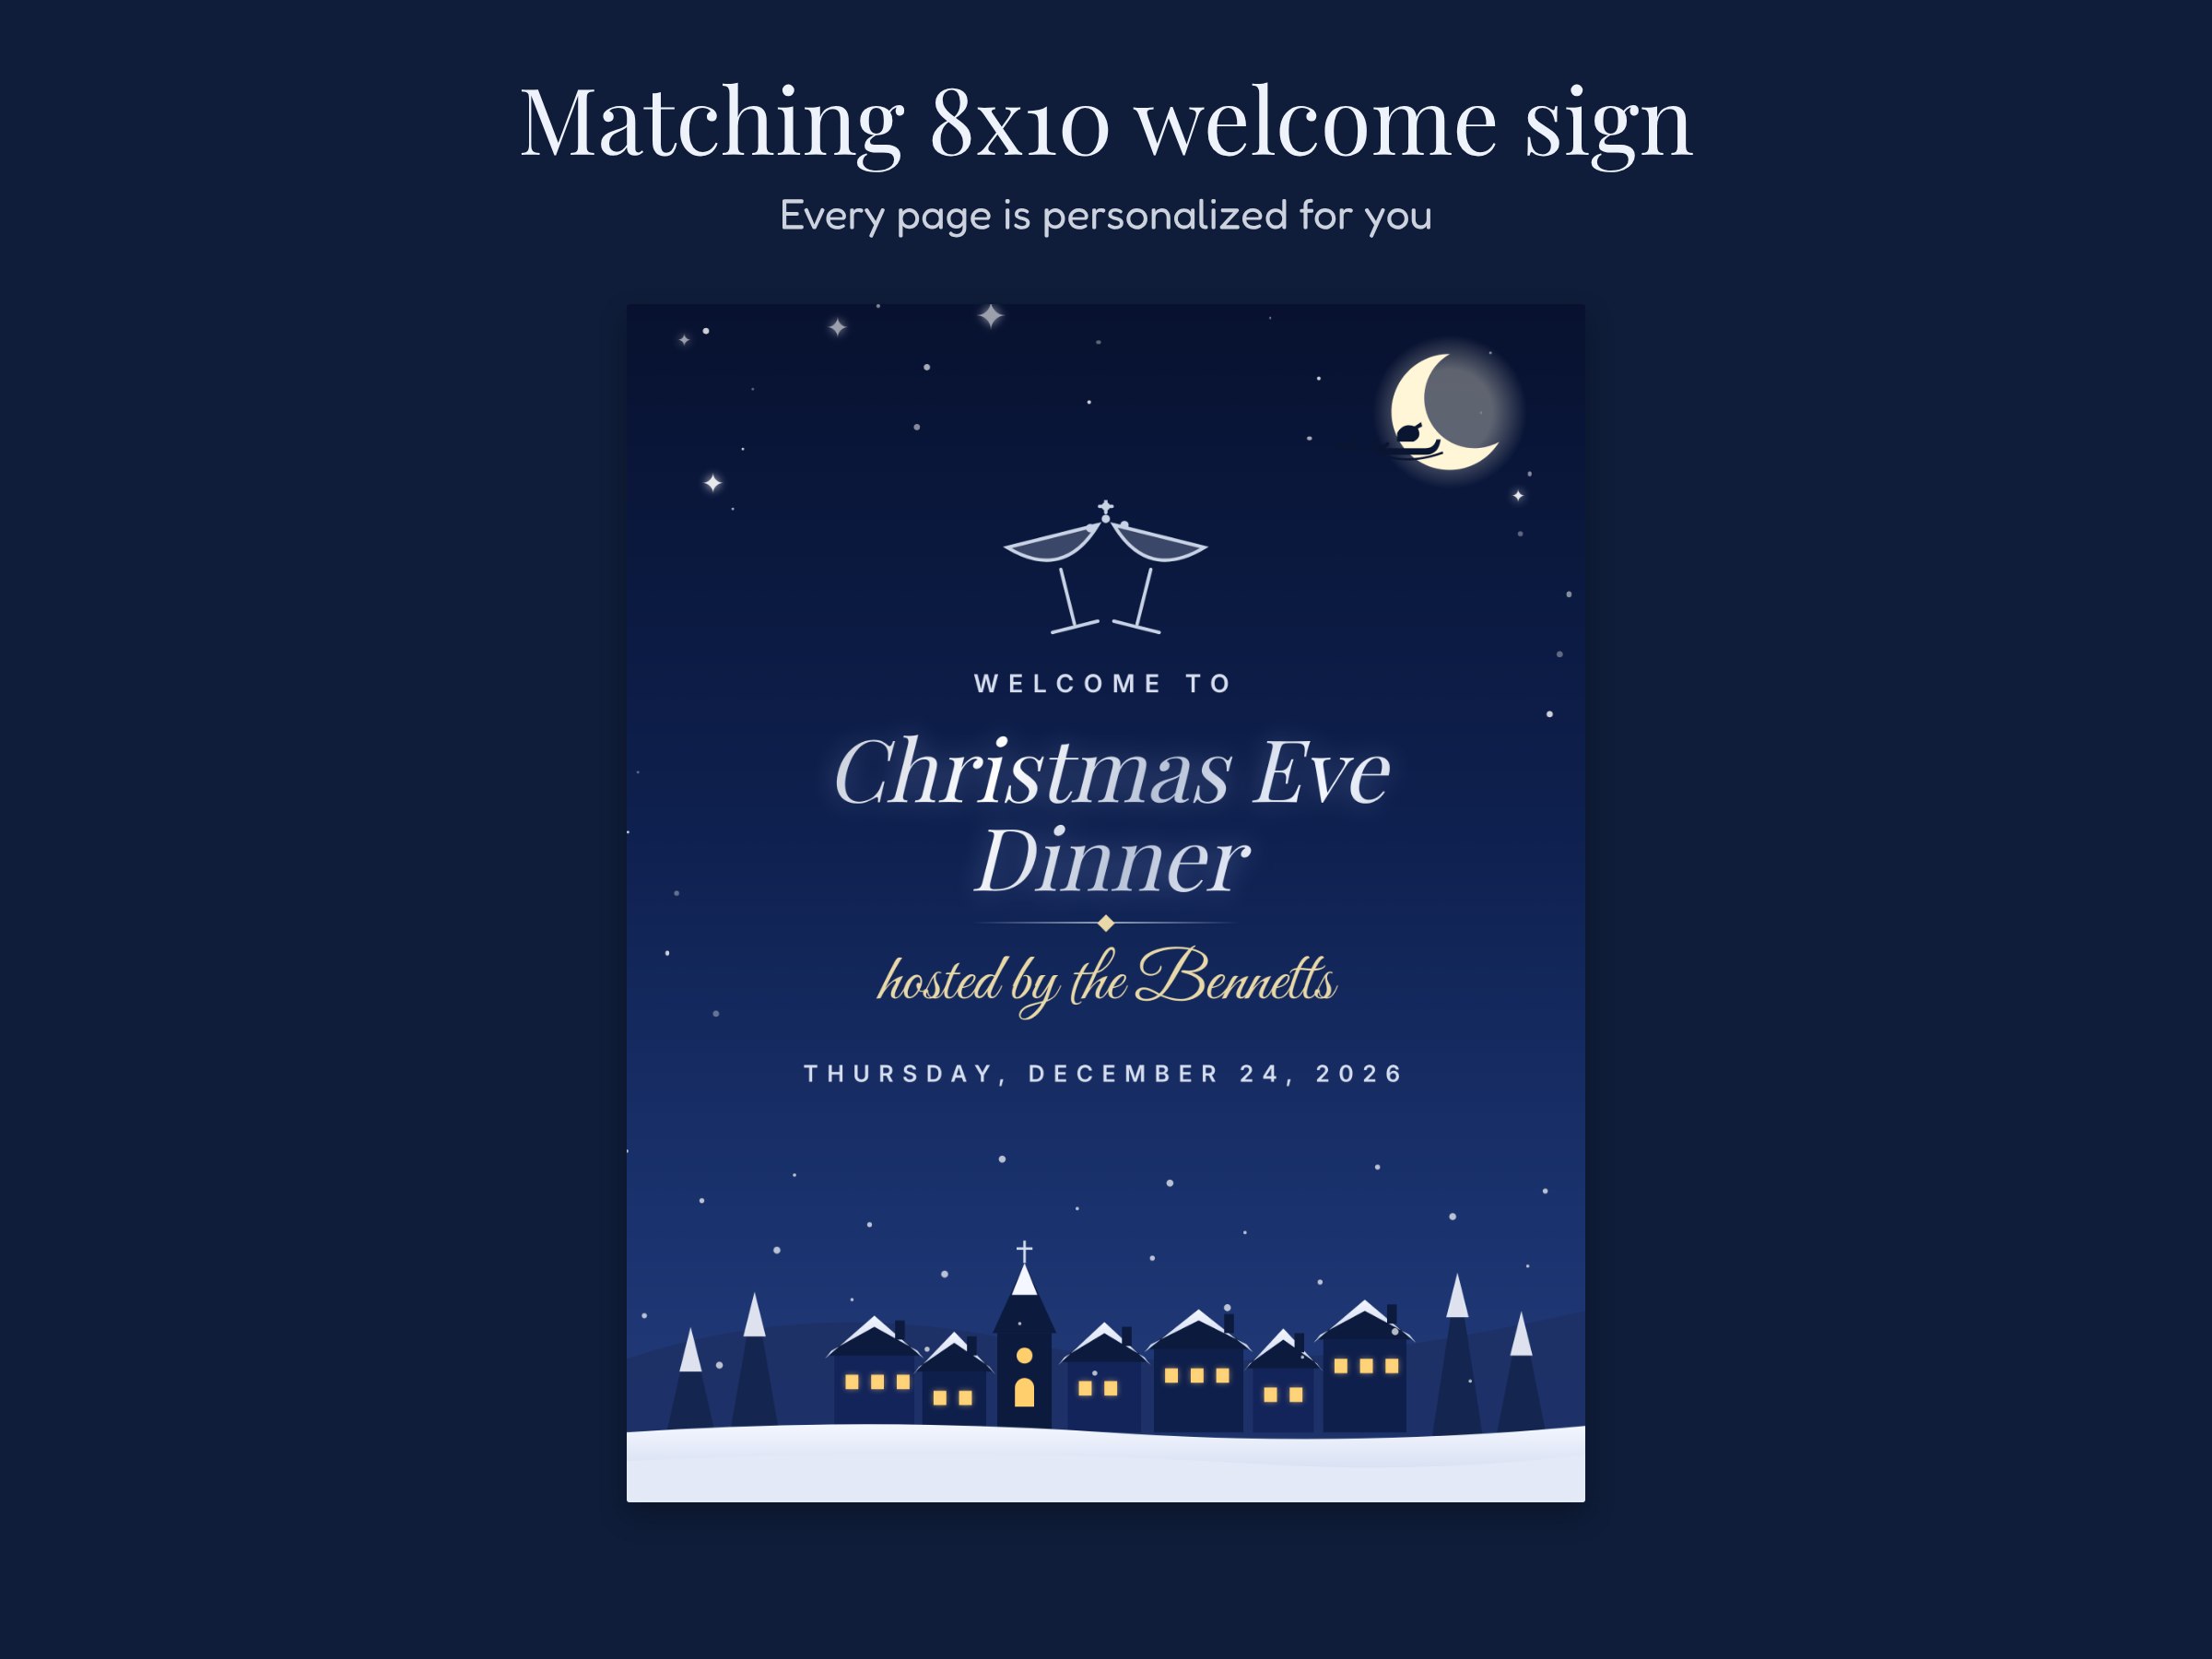 Matching 8x10 welcome sign
Every page is personalized for you
WELCOME TO
Christmas Eve
Dinner
hosted by the Bennetts
THURSDAY, DECEMBER 24, 2026